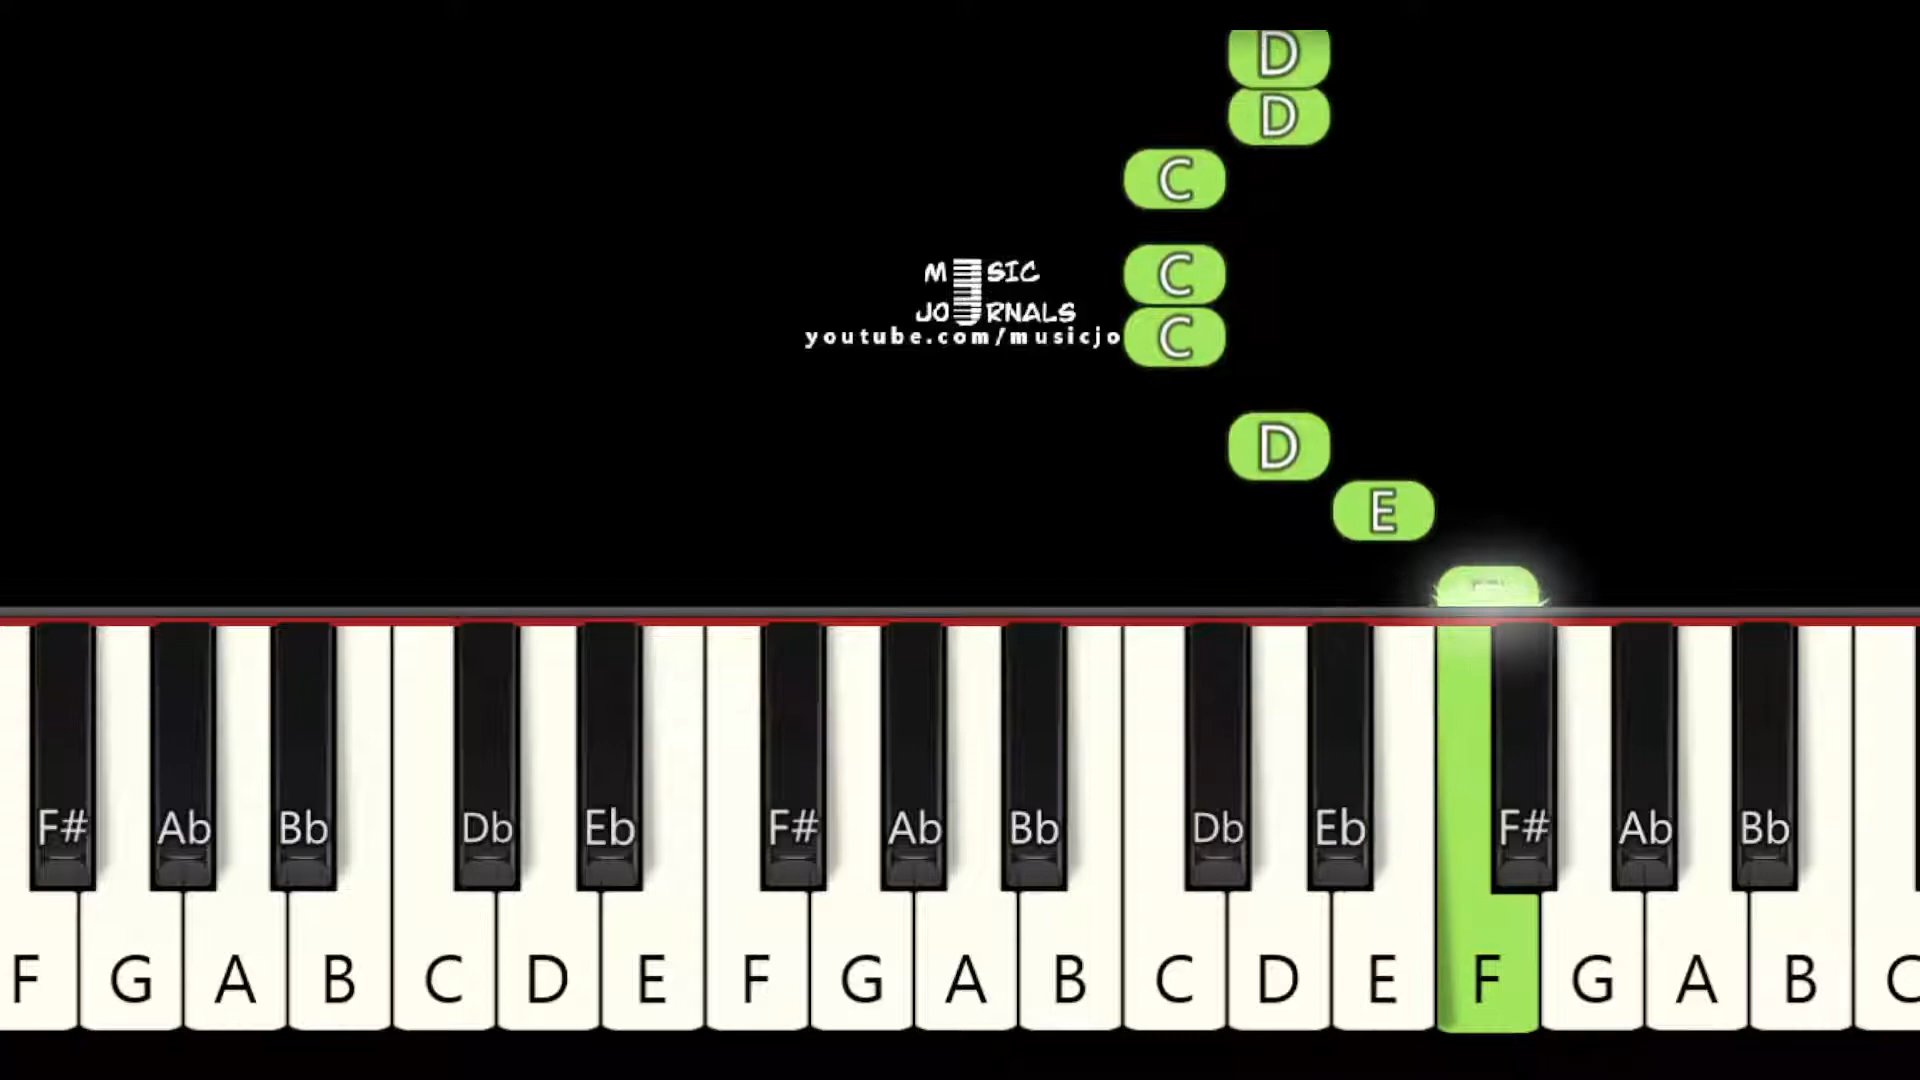 D
D
C
M SIC
C
JO RNALS
youtube.com/musicjo
C
D
E
F# Ab Bb Db Eb F# Ab Bb Db Eb F# Ab Bb
F G A B C D E F G A B C D E F G A B C